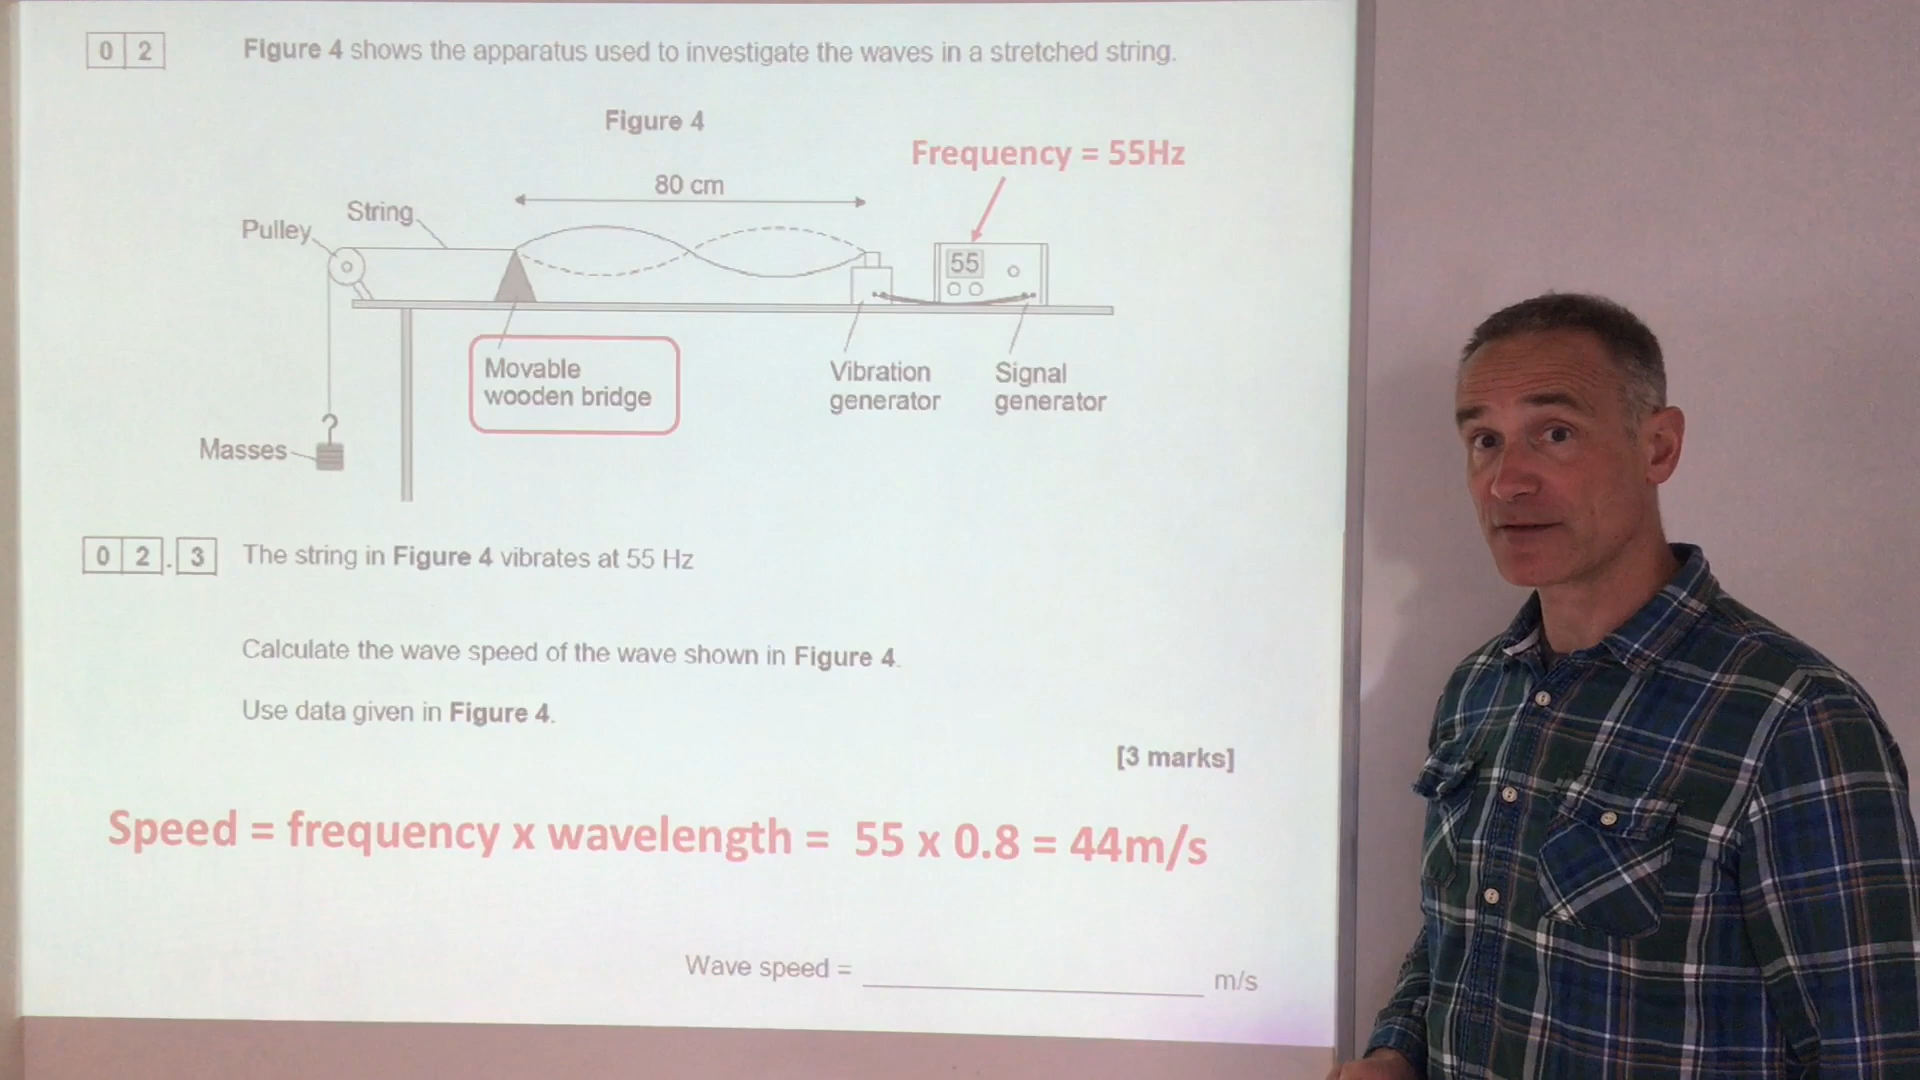 0 2 Figure 4 shows the apparatus used to investigate the waves in a stretched string.
Figure 4
Frequency = 55Hz
80 cm
String
Pulley
55
Movable
wooden bridge
Vibration
generator
Signal
generator
Masses
0 2 . 3 The string in Figure 4 vibrates at 55 Hz
Calculate the wave speed of the wave shown in Figure 4.
Use data given in Figure 4.
[3 marks]
Speed = frequency x wavelength = 55 x 0.8 = 44m/s
Wave speed = m/s